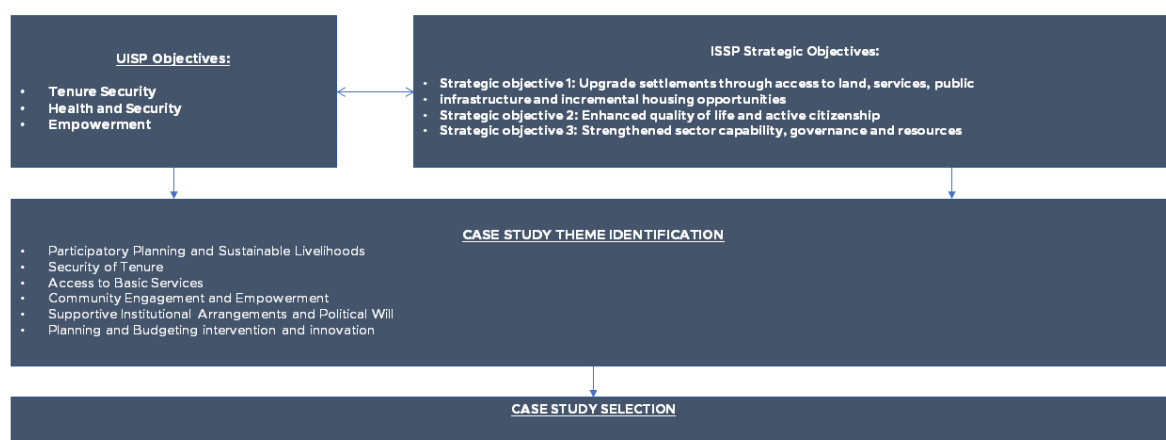 UISP Objectives:
• Tenure Security
• Health and Security
• Empowerment
ISSP Strategic Objectives:
• Strategic objective 1: Upgrade settlements through access to land, services, public
• infrastructure and incremental housing opportunities
• Strategic objective 2: Enhanced quality of life and active citizenship
• Strategic objective 3: Strengthened sector capability, governance and resources
CASE STUDY THEME IDENTIFICATION
• Participatory Planning and Sustainable Livelihoods
• Security of Tenure
• Access to Basic Services
• Community Engagement and Empowerment
• Supportive Institutional Arrangements and Political Will
• Planning and Budgeting intervention and innovation
CASE STUDY SELECTION